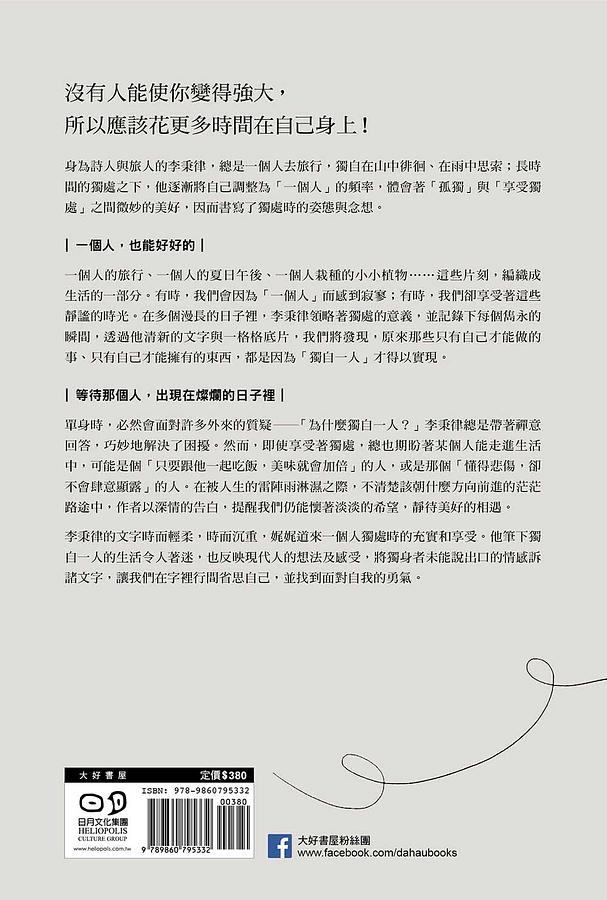 沒有人能使你變得強大，
所以應該花更多時間在自己身上！
身為詩人與旅人的李秉律，總是一個人去旅行，獨自在山中徘徊、在雨中思索；長時
間的獨處之下，他逐漸將自己調整為「一個人」的頻率，體會著「孤獨」與「享受獨
處」之間微妙的美好，因而書寫了獨處時的姿態與念想。
| 一個人，也能好好的 |
一個人的旅行、一個人的夏日午後、一個人栽種的小小植物⋯⋯這些片刻，編織成
生活的一部分。有時，我們會因為「一個人」而感到寂寥；有時，我們卻享受著這些
靜謐的時光。在多個漫長的日子裡，李秉律領略著獨處的意義，並記錄下每個雋永的
瞬間，透過他清新的文字與一格格底片，我們將發現，原來那些只有自己才能做的
事、只有自己才能擁有的東西，都是因為「獨自一人」才得以實現。
| 等待那個人，出現在燦爛的日子裡 |
單身時，必然會面對許多外來的質疑——「為什麼獨自一人？」李秉律總是帶著禪意
回答，巧妙地解決了困擾。然而，即使享受著獨處，總也期盼著某個人能走進生活
中，可能是個「只要跟他一起吃飯，美味就會加倍」的人，或是那個「懂得悲傷，卻
不會肆意顯露」的人。在被人生的雷陣雨淋濕之際，不清楚該朝什麼方向前進的茫茫
路途中，作者以深情的告白，提醒我們仍能懷著淡淡的希望，靜待美好的相遇。
李秉律的文字時而輕柔，時而沉重，娓娓道來一個人獨處時的充實和享受。他筆下獨
自一人的生活令人著迷，也反映現代人的想法及感受，將獨身者未能說出口的情感訴
諸文字，讓我們在字裡行間省思自己，並找到面對自我的勇氣。
大好書屋 定價$380
ISBN: 978-9860795332
00380
日月文化集團
HELIOPOLIS
CULTURE GROUP
www.heliopolis.com.tw
9 789860 795332
大好書屋粉絲團
www.facebook.com/dahaubooks